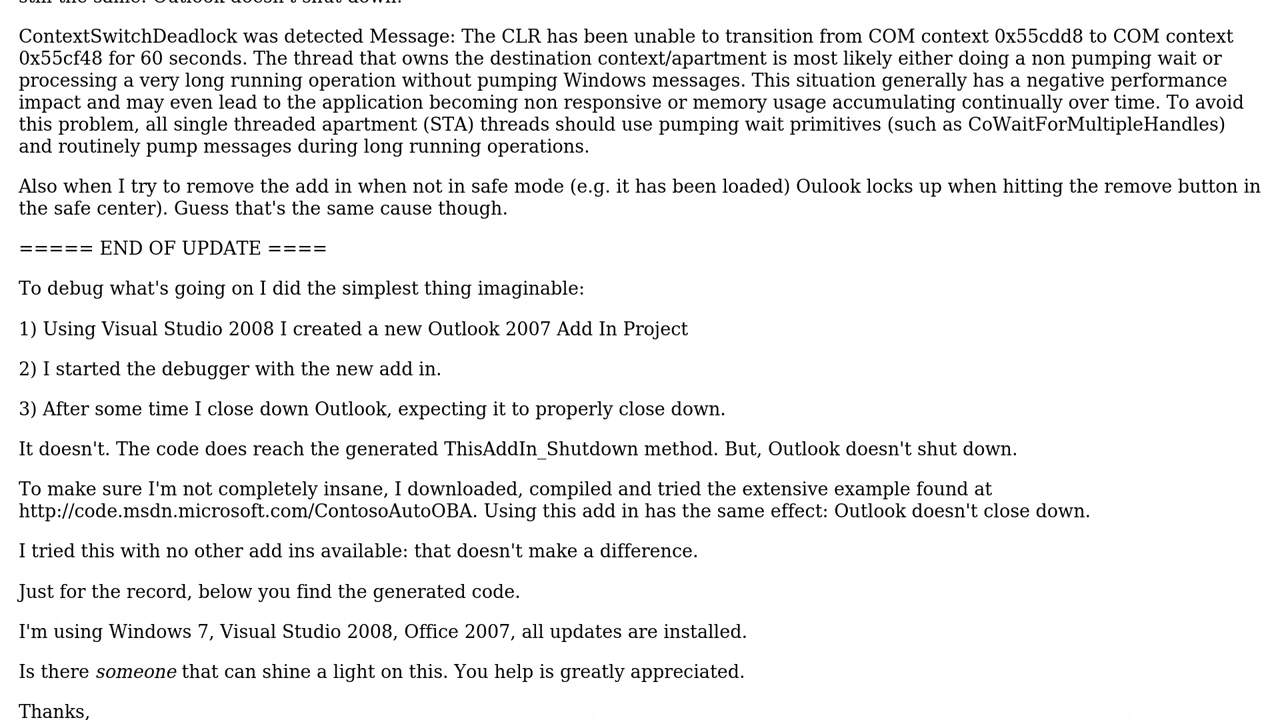 still the same: Outlook doesn't shut down.
ContextSwitchDeadlock was detected Message: The CLR has been unable to transition from COM context 0x55cdd8 to COM context
0x55cf48 for 60 seconds. The thread that owns the destination context/apartment is most likely either doing a non pumping wait or
processing a very long running operation without pumping Windows messages. This situation generally has a negative performance
impact and may even lead to the application becoming non responsive or memory usage accumulating continually over time. To avoid
this problem, all single threaded apartment (STA) threads should use pumping wait primitives (such as CoWaitForMultipleHandles)
and routinely pump messages during long running operations.
Also when I try to remove the add in when not in safe mode (e.g. it has been loaded) Oulook locks up when hitting the remove button in
the safe center). Guess that's the same cause though.
===== END OF UPDATE ====
To debug what's going on I did the simplest thing imaginable:
1) Using Visual Studio 2008 I created a new Outlook 2007 Add In Project
2) I started the debugger with the new add in.
3) After some time I close down Outlook, expecting it to properly close down.
It doesn't. The code does reach the generated ThisAddIn_Shutdown method. But, Outlook doesn't shut down.
To make sure I'm not completely insane, I downloaded, compiled and tried the extensive example found at
http://code.msdn.microsoft.com/ContosoAutoOBA. Using this add in has the same effect: Outlook doesn't close down.
I tried this with no other add ins available: that doesn't make a difference.
Just for the record, below you find the generated code.
I'm using Windows 7, Visual Studio 2008, Office 2007, all updates are installed.
Is there someone that can shine a light on this. You help is greatly appreciated.
Thanks,